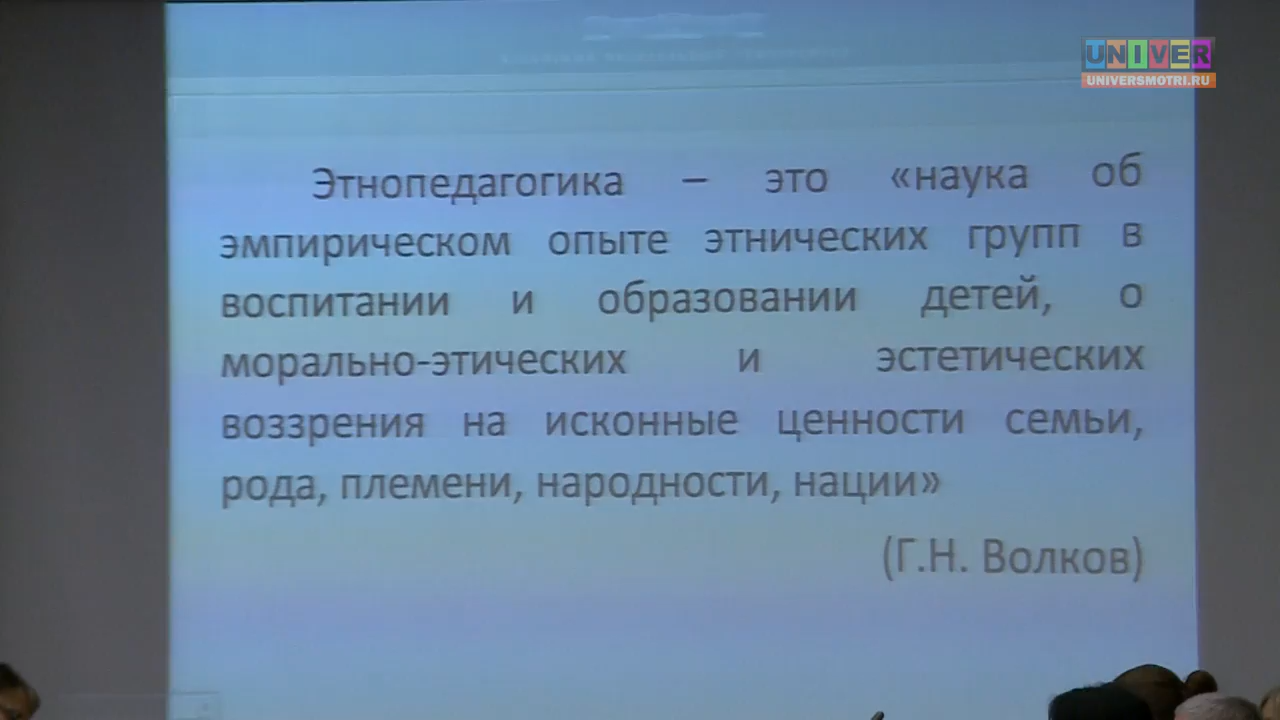 UNIVER
UNIVERSMOTRI.RU
Этнопедагогика – это «наука об
эмпирическом опыте этнических групп в
воспитании и образовании детей, о
морально-этических и эстетических
воззрения на исконные ценности семьи,
рода, племени, народности, нации»
(Г.Н. Волков)